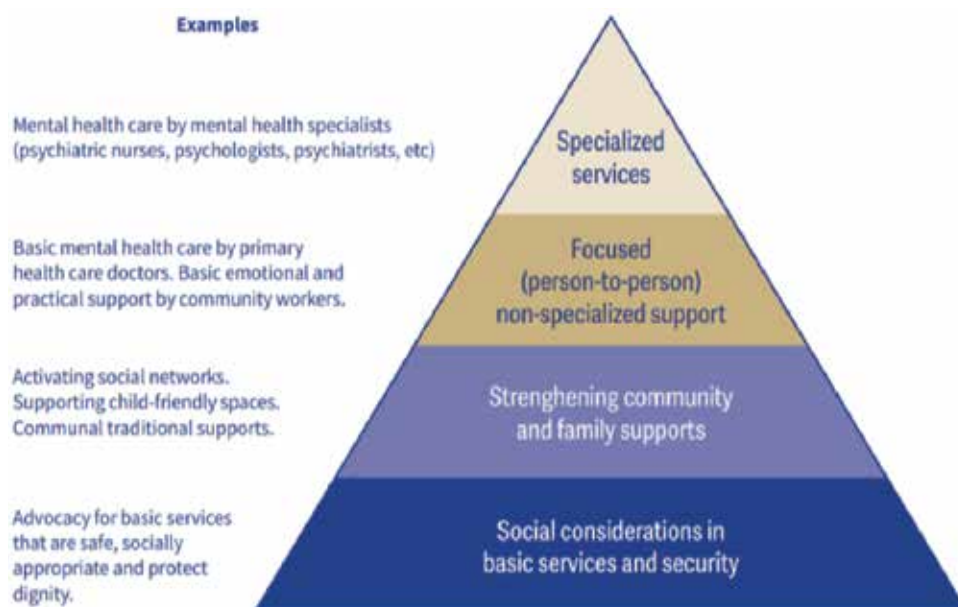 Examples
Mental health care by mental health specialists
(psychiatric nurses, psychologists, psychiatrists, etc)
Specialized
services
Basic mental health care by primary
health care doctors. Basic emotional and
practical support by community workers.
Focused
(person-to-person)
non-specialized support
Activating social networks.
Supporting child-friendly spaces.
Communal traditional supports.
Strenghening community
and family supports
Advocacy for basic services
that are safe, socially
appropriate and protect
dignity.
Social considerations in
basic services and security